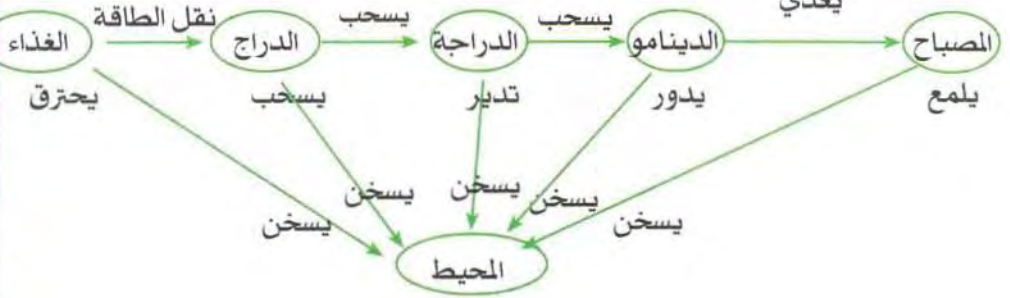 يغذي
نقل الطاقة
يسحب
يسحب
الغذاء
الدراج
الدراجة
الدينامو
المصباح
يحترق
يسحب
تدير
يدور
يلمع
يسخن
يسخن
يسخن
يسخن
يسخن
المحيط